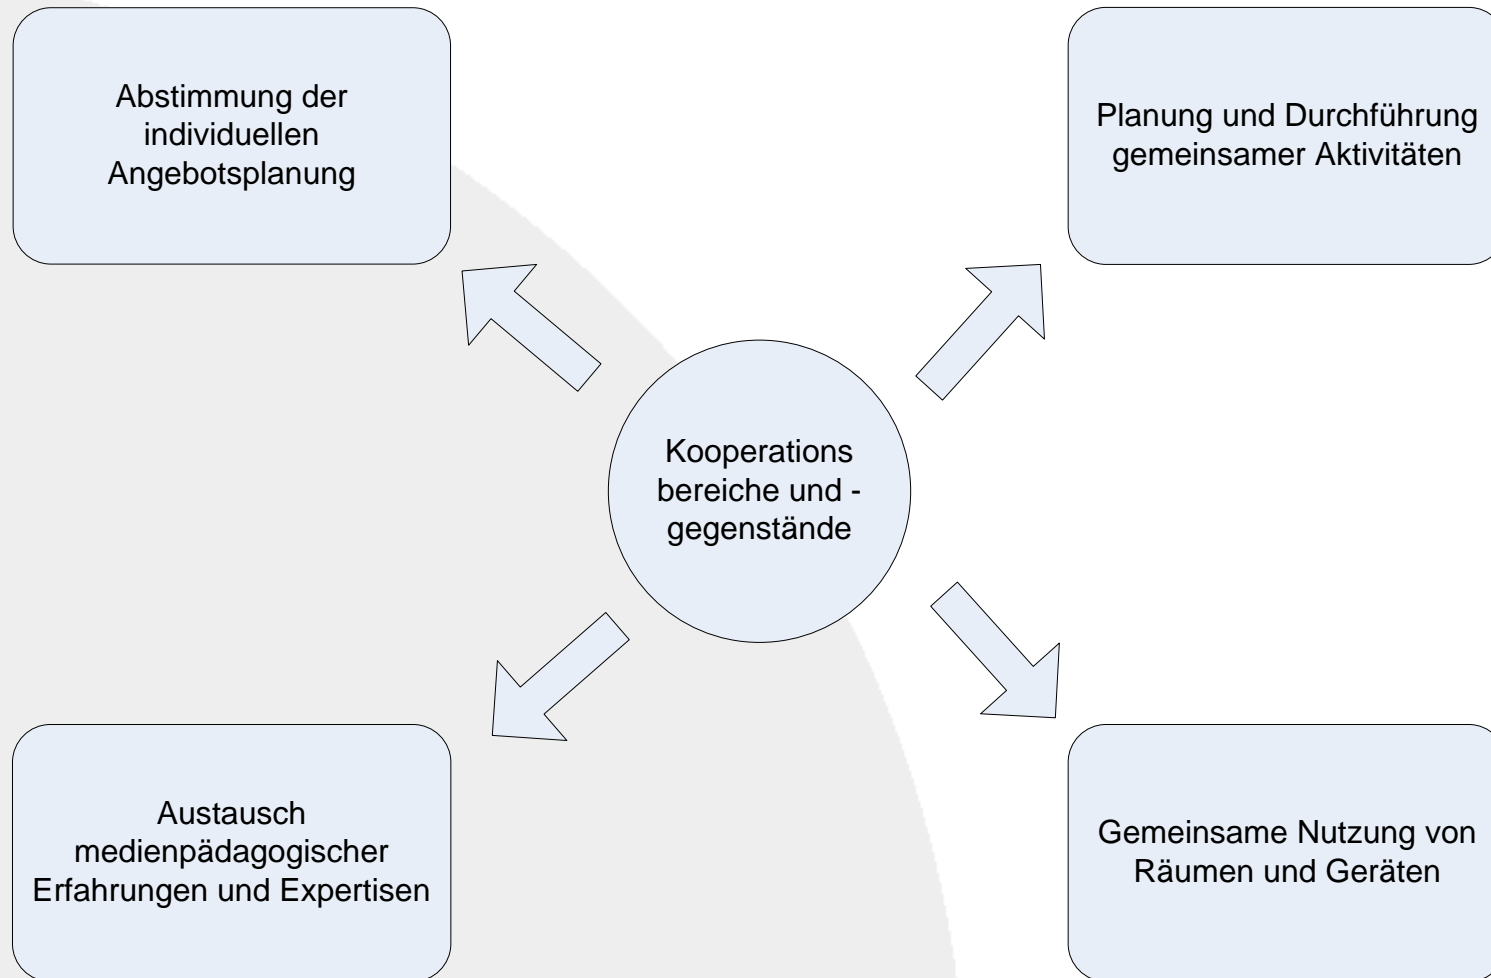 Abstimmung der
individuellen
Angebotsplanung
Planung und Durchführung
gemeinsamer Aktivitäten
Kooperations
bereiche und -
gegenstände
Austausch
medienpädagogischer
Erfahrungen und Expertisen
Gemeinsame Nutzung von
Räumen und Geräten